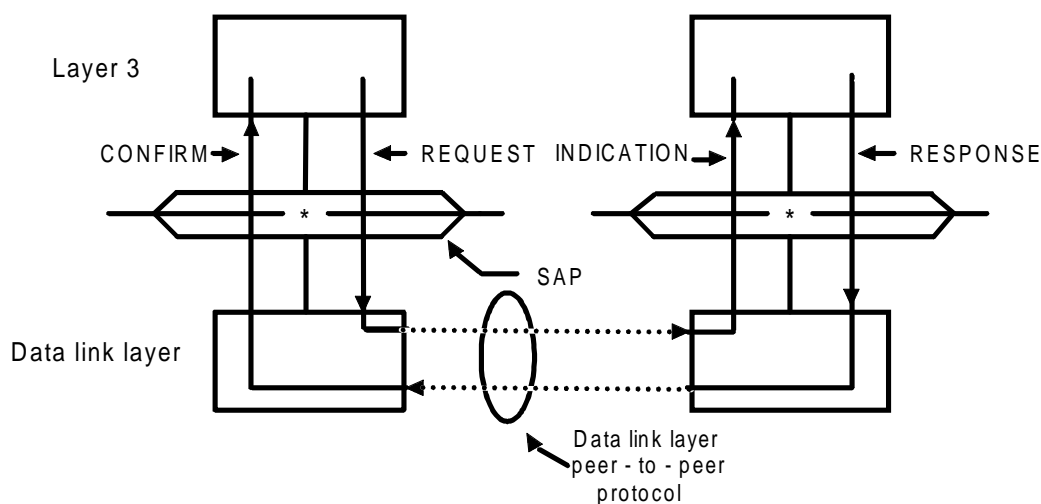 Layer 3
CONFIRM
REQUEST
INDICATION
RESPONSE
*
*
SAP
Data link layer
Data link layer
peer - to - peer
protocol